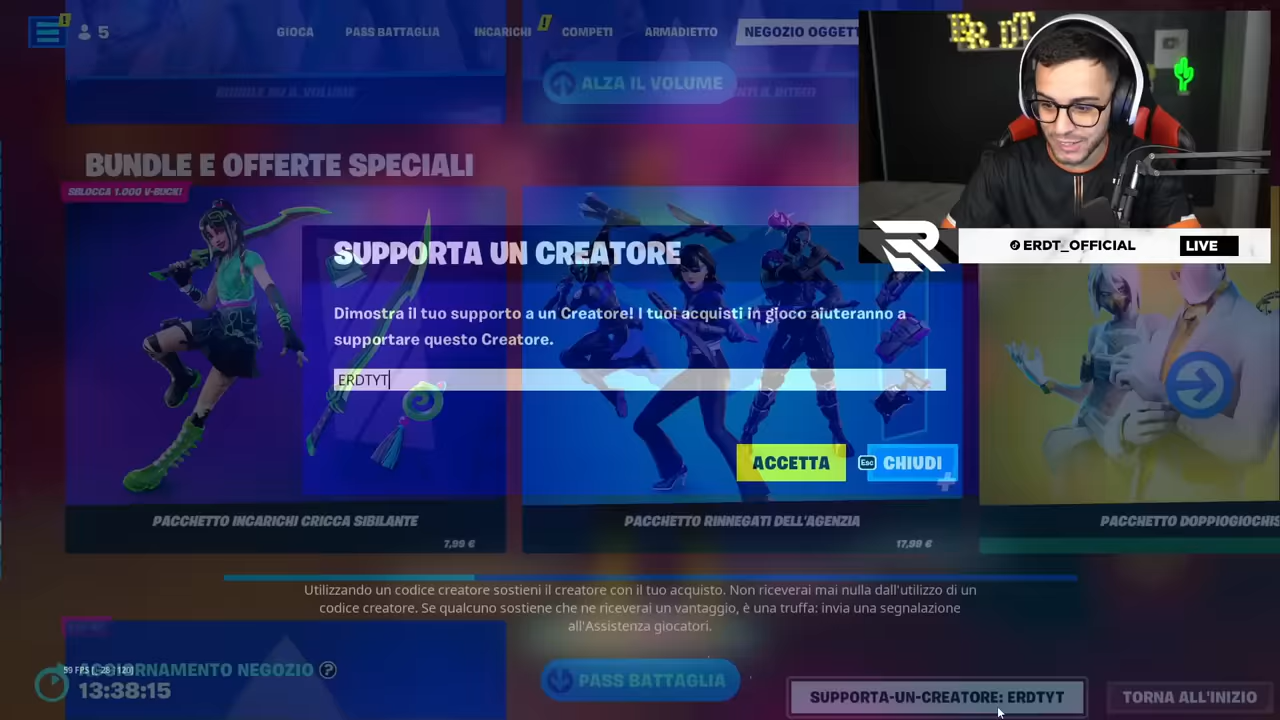 5
GIOCA
PASS BATTAGLIA
INCARICHI
COMPETI
ARMADIETTO
NEGOZIO OGGETT
ALZA IL VOLUME
BUNDLE E OFFERTE SPECIALI
SBLOCCA 1.000 V-BUCK!
SUPPORTA UN CREATORE
Dimostra il tuo supporto a un Creatore! I tuoi acquisti in gioco aiuteranno a
supportare questo Creatore.
ERDTYT
ACCETTA
Esc CHIUDI
ERDT_OFFICIAL
LIVE
PACCHETTO INCARICHI CRICCA SIBILANTE
7,99 €
PACCHETTO RINNEGATI DELL'AGENZIA
17,99 €
PACCHETTO DOPPIOGIOCHIS
Utilizzando un codice creatore sostieni il creatore con il tuo acquisto. Non riceverai mai nulla dall'utilizzo di un
codice creatore. Se qualcuno sostiene che ne riceverai un vantaggio, è una truffa: invia una segnalazione
all'Assistenza giocatori.
NEGOZIO ?
13:38:15
PASS BATTAGLIA
SUPPORTA-UN-CREATORE: ERDTYT
TORNA ALL'INIZIO